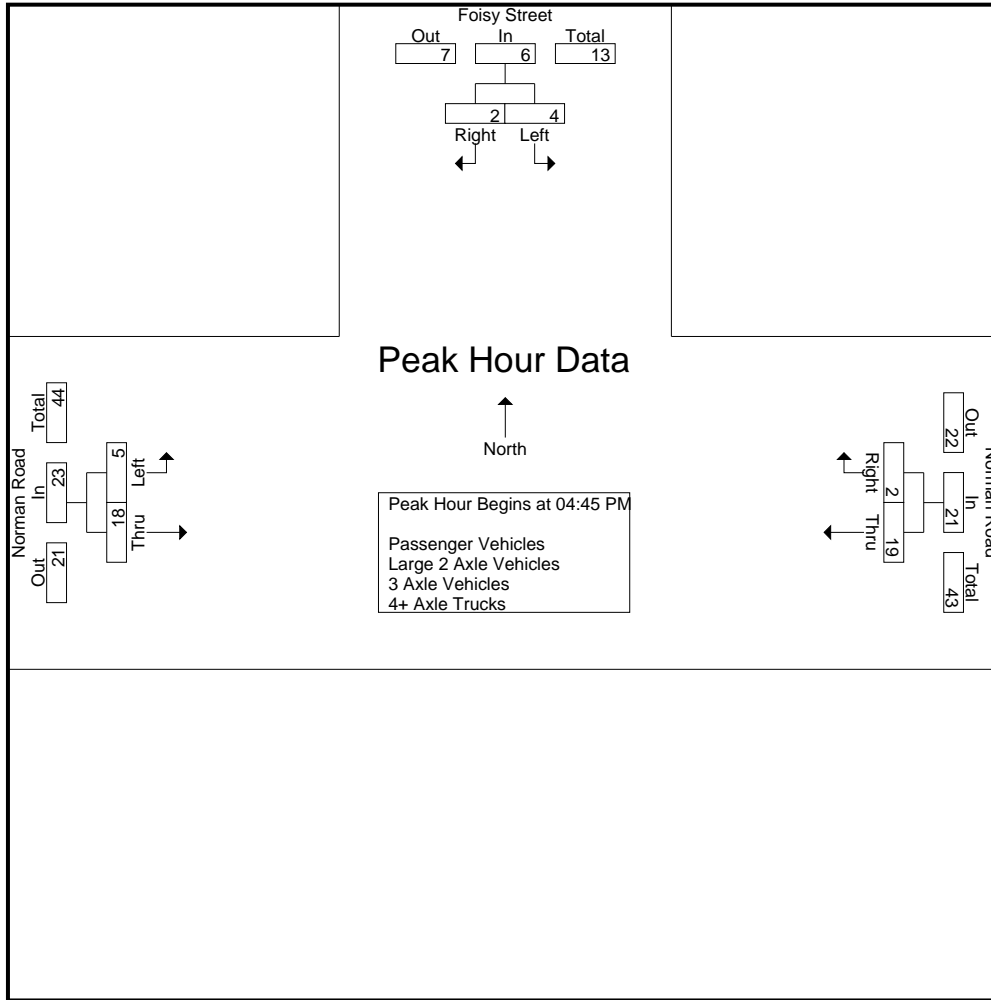 Foisy Street
Out In Total
7 6 13
2 4
Right Left
Peak Hour Data
North
Peak Hour Begins at 04:45 PM
Passenger Vehicles
Large 2 Axle Vehicles
3 Axle Vehicles
4+ Axle Trucks
Norman Road
Out In Total
21 23 44
18 5
Thru Left
Norman Road
Out In Total
22 21 43
2 19
Right Thru